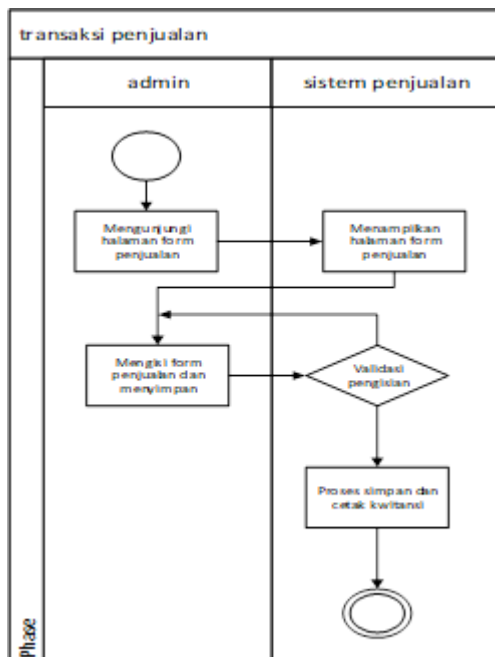 transaksi penjualan
admin
sistem penjualan
Mengunjungi
halaman form
penjualan
Menampilkan
halaman form
penjualan
Mengisi form
penjualan dan
menyimpan
Validasi
pengisian
Proses simpan dan
cetak kwitansi
Phase